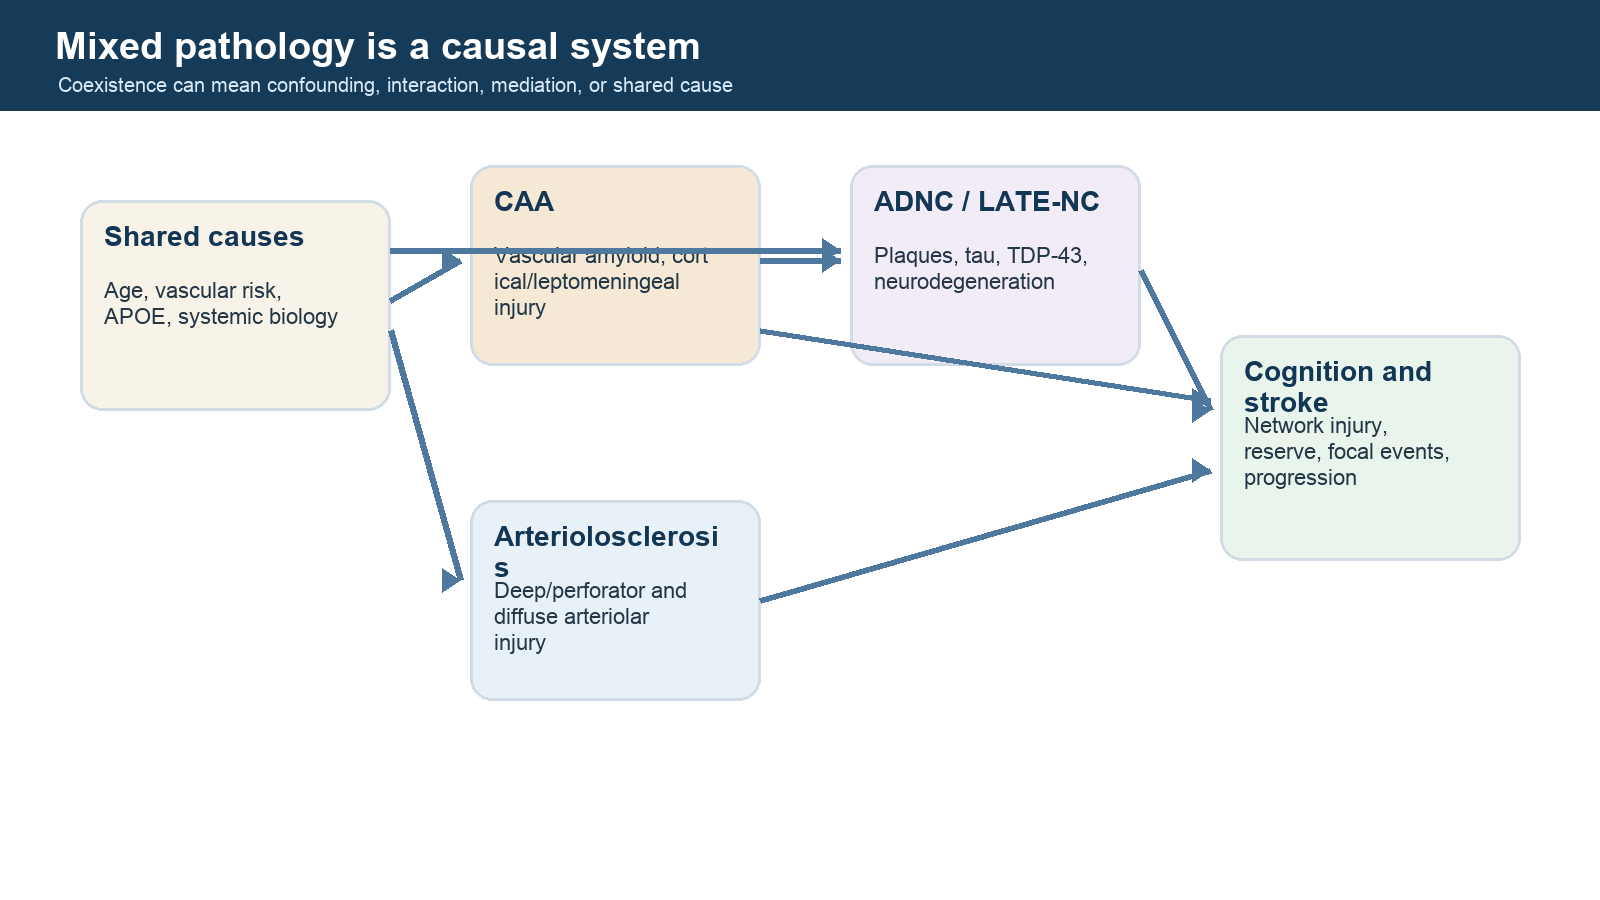 Mixed pathology is a causal system
Coexistence can mean confounding, interaction, mediation, or shared cause
Shared causes
Age, vascular risk,
APOE, systemic biology
CAA
Vascular amyloid, cort
ical/leptomeningeal
injury
ADNC / LATE-NC
Plaques, tau, TDP-43,
neurodegeneration
Cognition and
stroke
Network injury,
reserve, focal events,
progression
Arteriolosclerosi
s
Deep/perforator and
diffuse arteriolar
injury